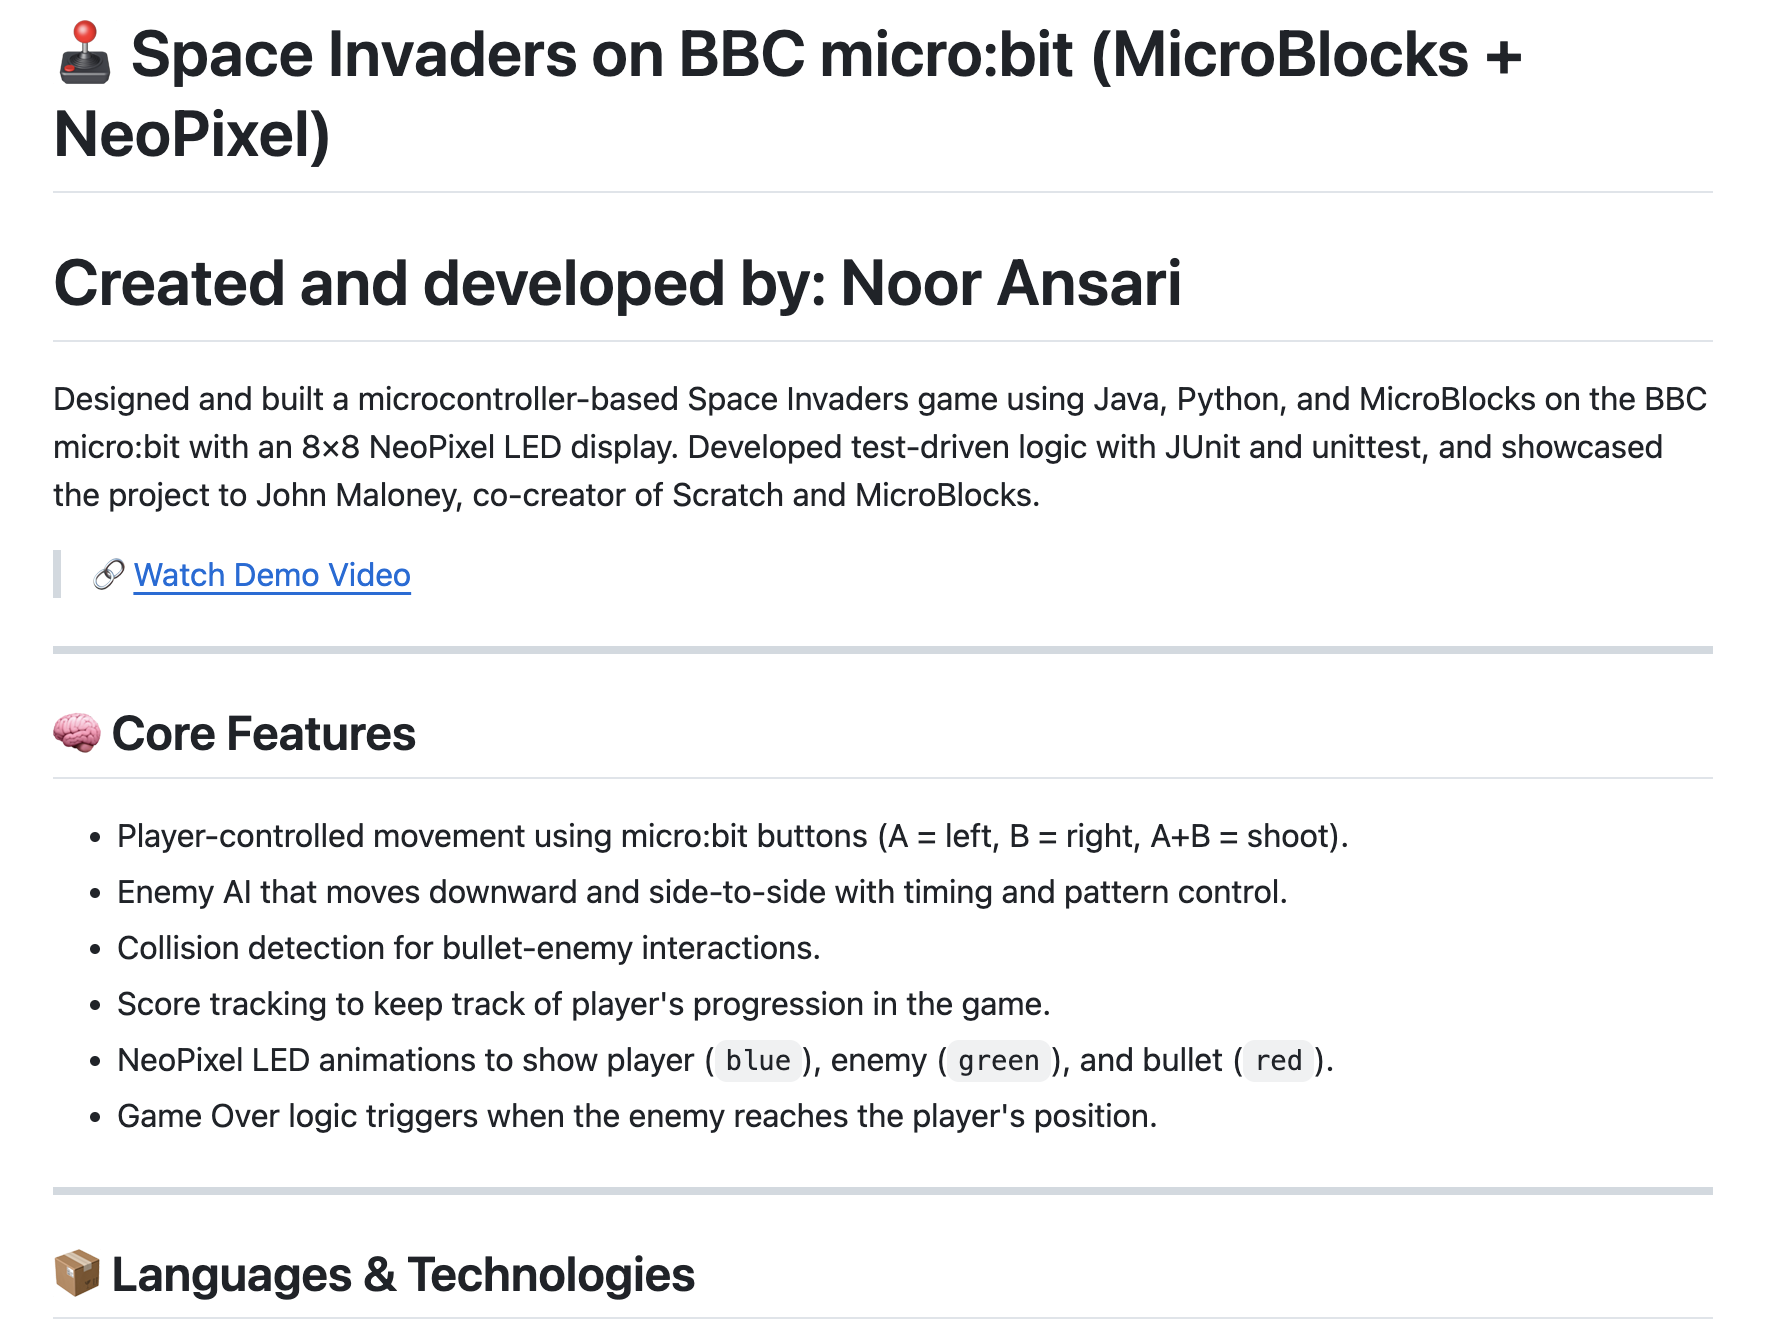 Space Invaders on BBC micro:bit (MicroBlocks +
NeoPixel)
Created and developed by: Noor Ansari
Designed and built a microcontroller-based Space Invaders game using Java, Python, and MicroBlocks on the BBC
micro:bit with an 8×8 NeoPixel LED display. Developed test-driven logic with JUnit and unittest, and showcased
the project to John Maloney, co-creator of Scratch and MicroBlocks.
Watch Demo Video
Core Features
• Player-controlled movement using micro:bit buttons (A = left, B = right, A+B = shoot).
• Enemy AI that moves downward and side-to-side with timing and pattern control.
• Collision detection for bullet-enemy interactions.
• Score tracking to keep track of player's progression in the game.
• NeoPixel LED animations to show player (blue), enemy (green), and bullet (red).
• Game Over logic triggers when the enemy reaches the player's position.
Languages & Technologies